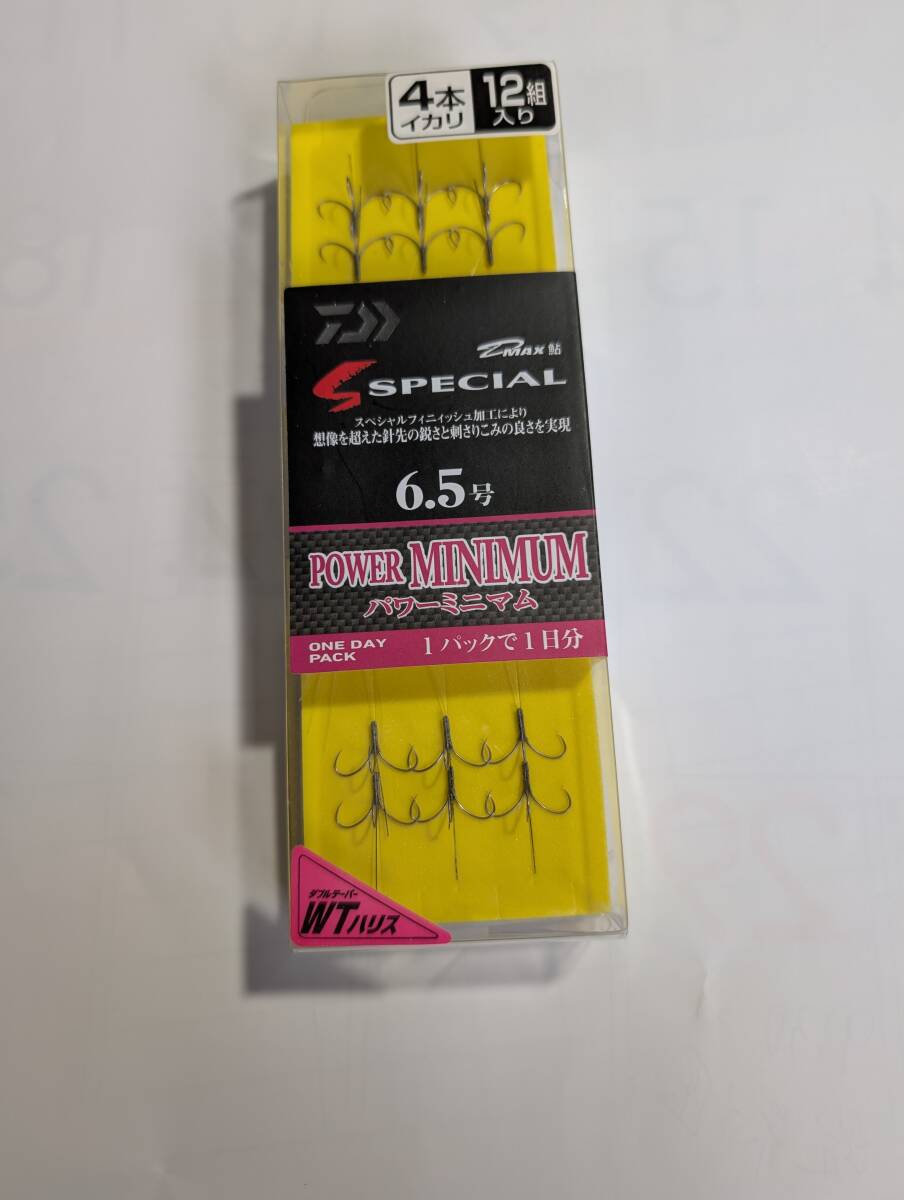 4本
イカリ
12組
入り
DMAX 鮎
S SPECIAL
スペシャルフィニィッシュ加工により
想像を超えた針先の鋭さと刺さりこみの良さを実現
6.5号
POWER MINIMUM
パワーミニマム
ONE DAY
PACK
1パックで1日分
ダブルテーパー
WTハリス